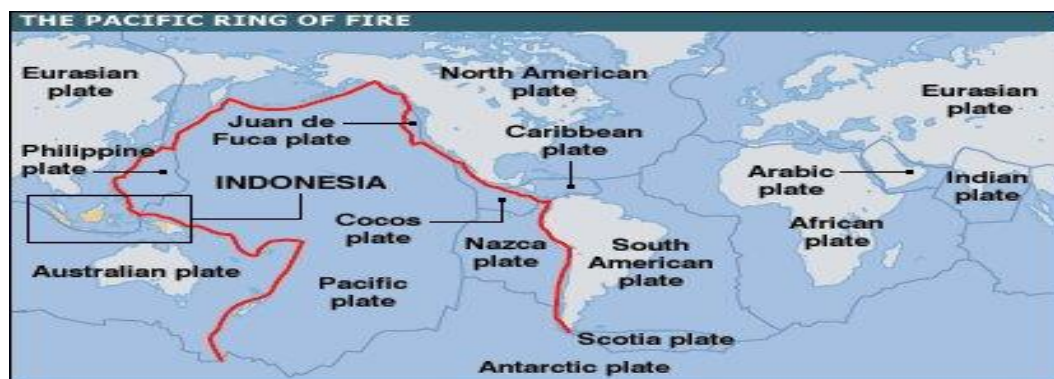 THE PACIFIC RING OF FIRE
Eurasian
plate
North American
plate
Eurasian
plate
Juan de
Fuca plate
Caribbean
plate
Philippine
plate
INDONESIA
Arabic
plate
Indian
plate
Cocos
plate
African
plate
Nazca
plate
South
American
plate
Australian plate
Pacific
plate
Scotia plate
Antarctic plate